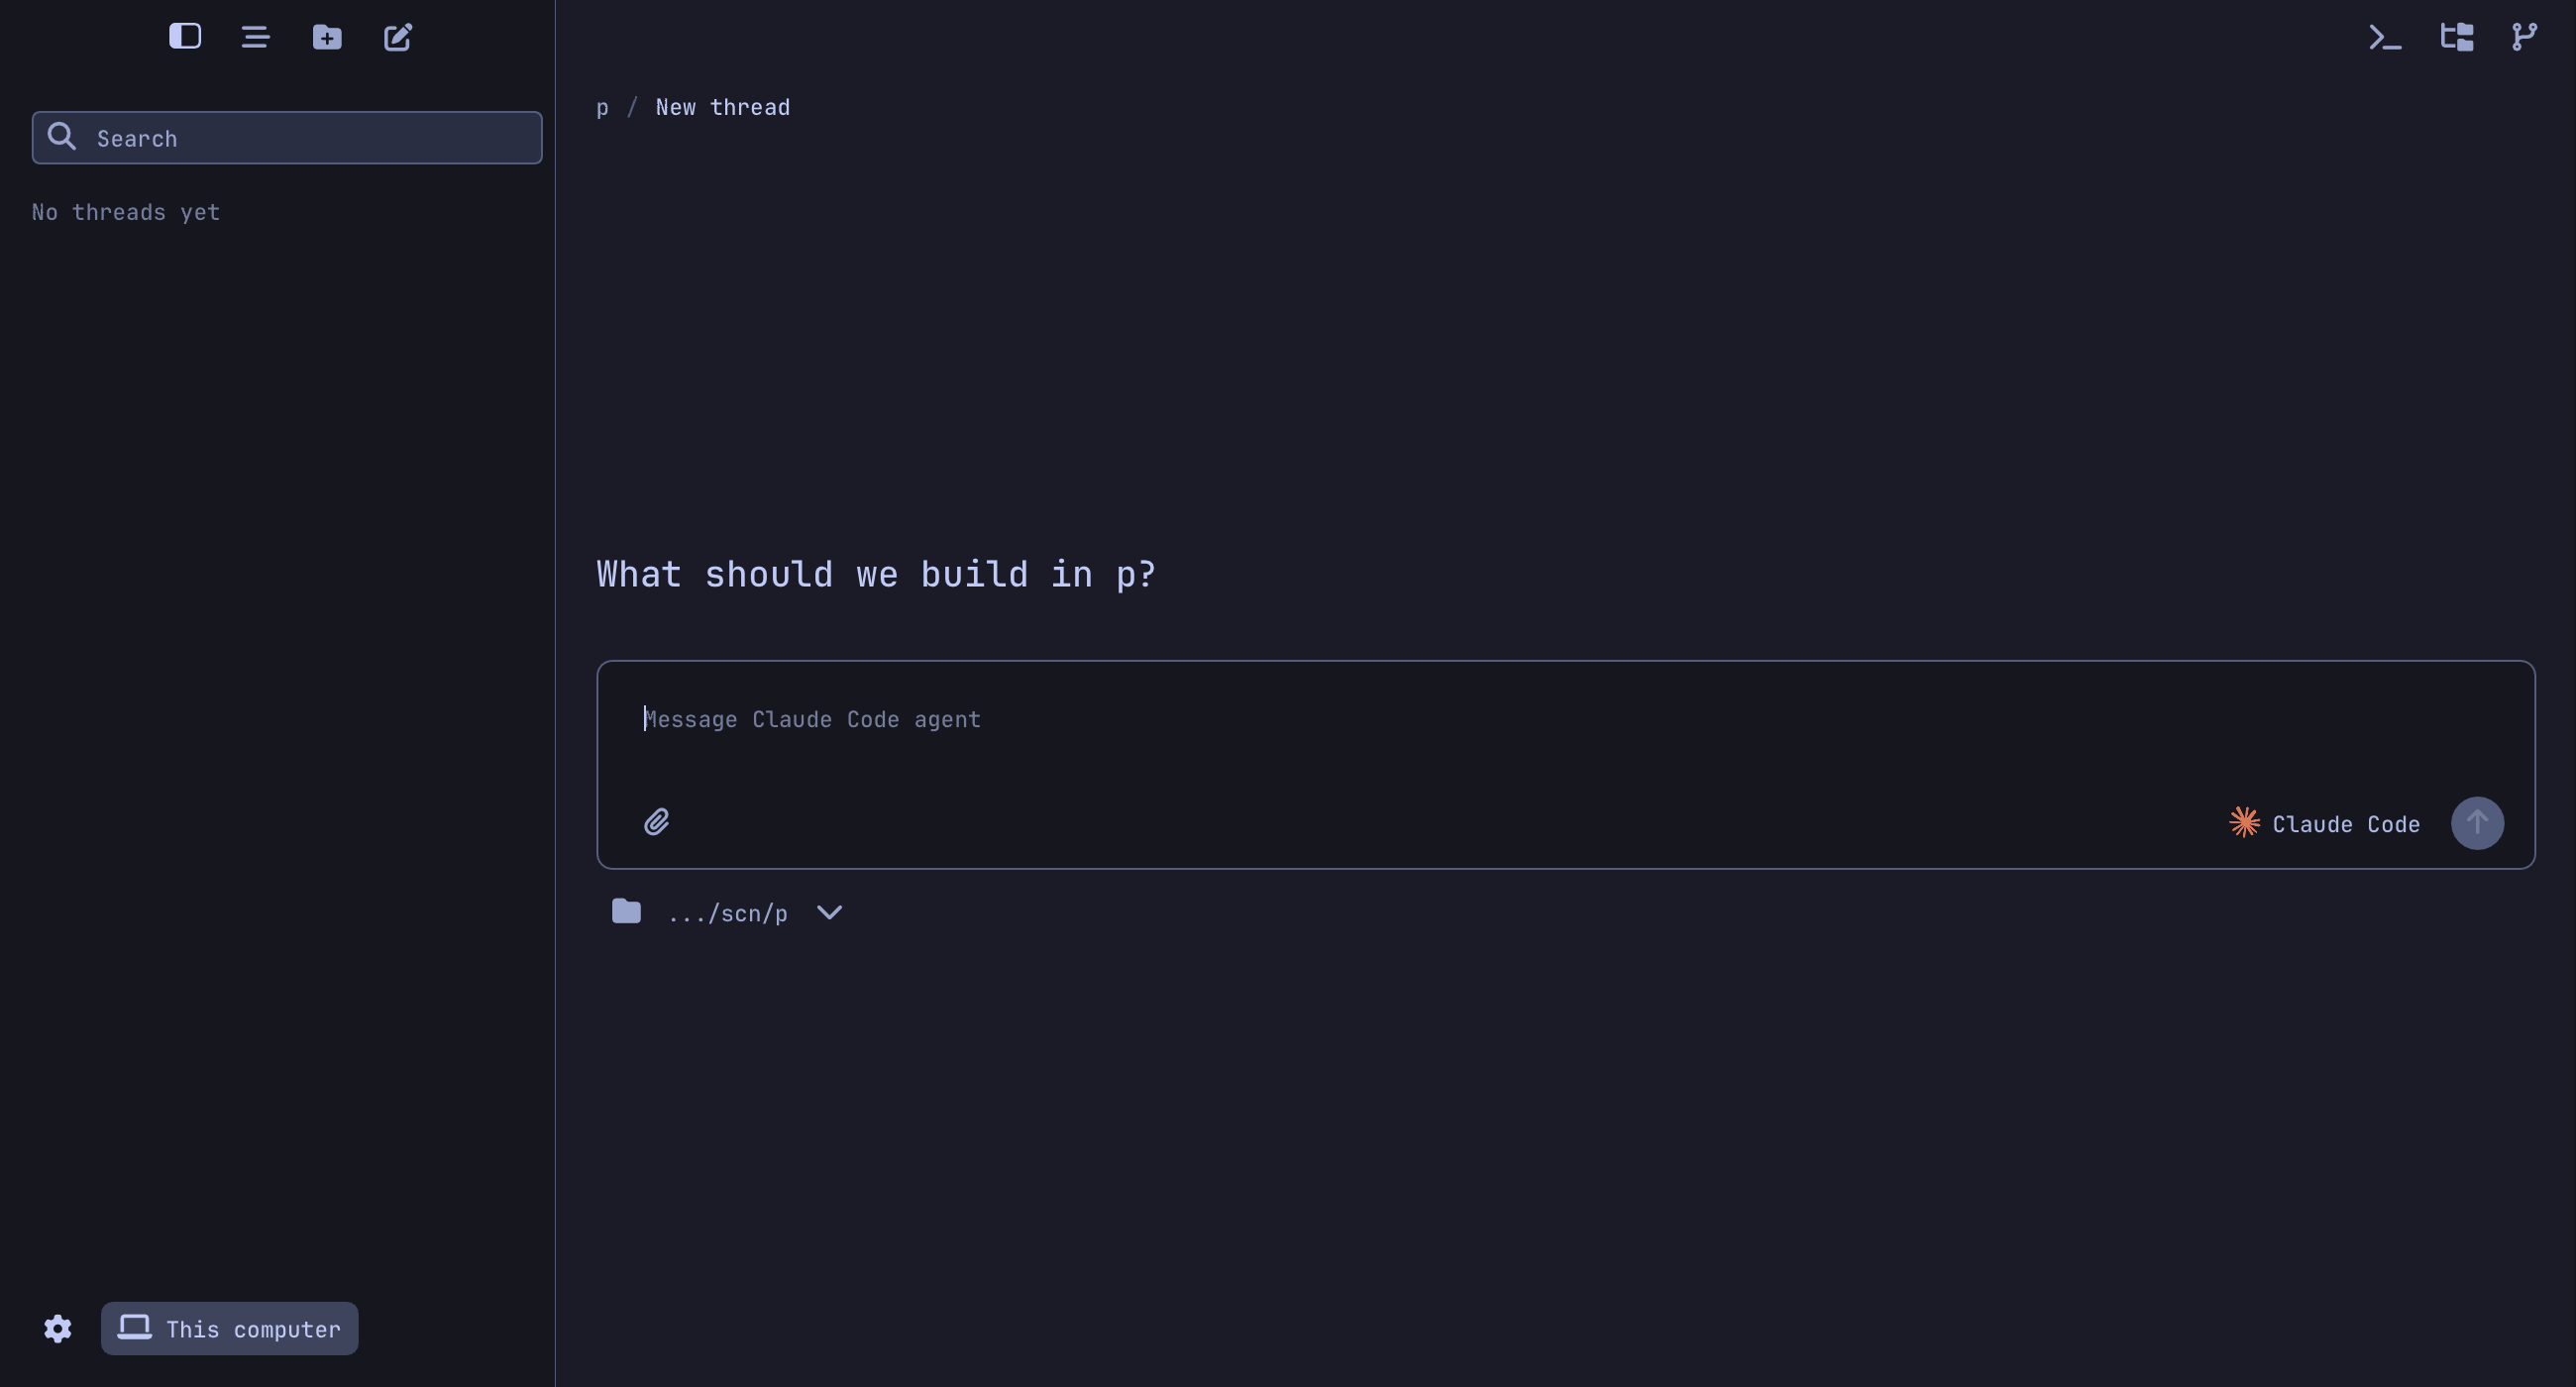 Search
No threads yet
This computer
p / New thread
What should we build in p?
Message Claude Code agent
Claude Code
.../scn/p